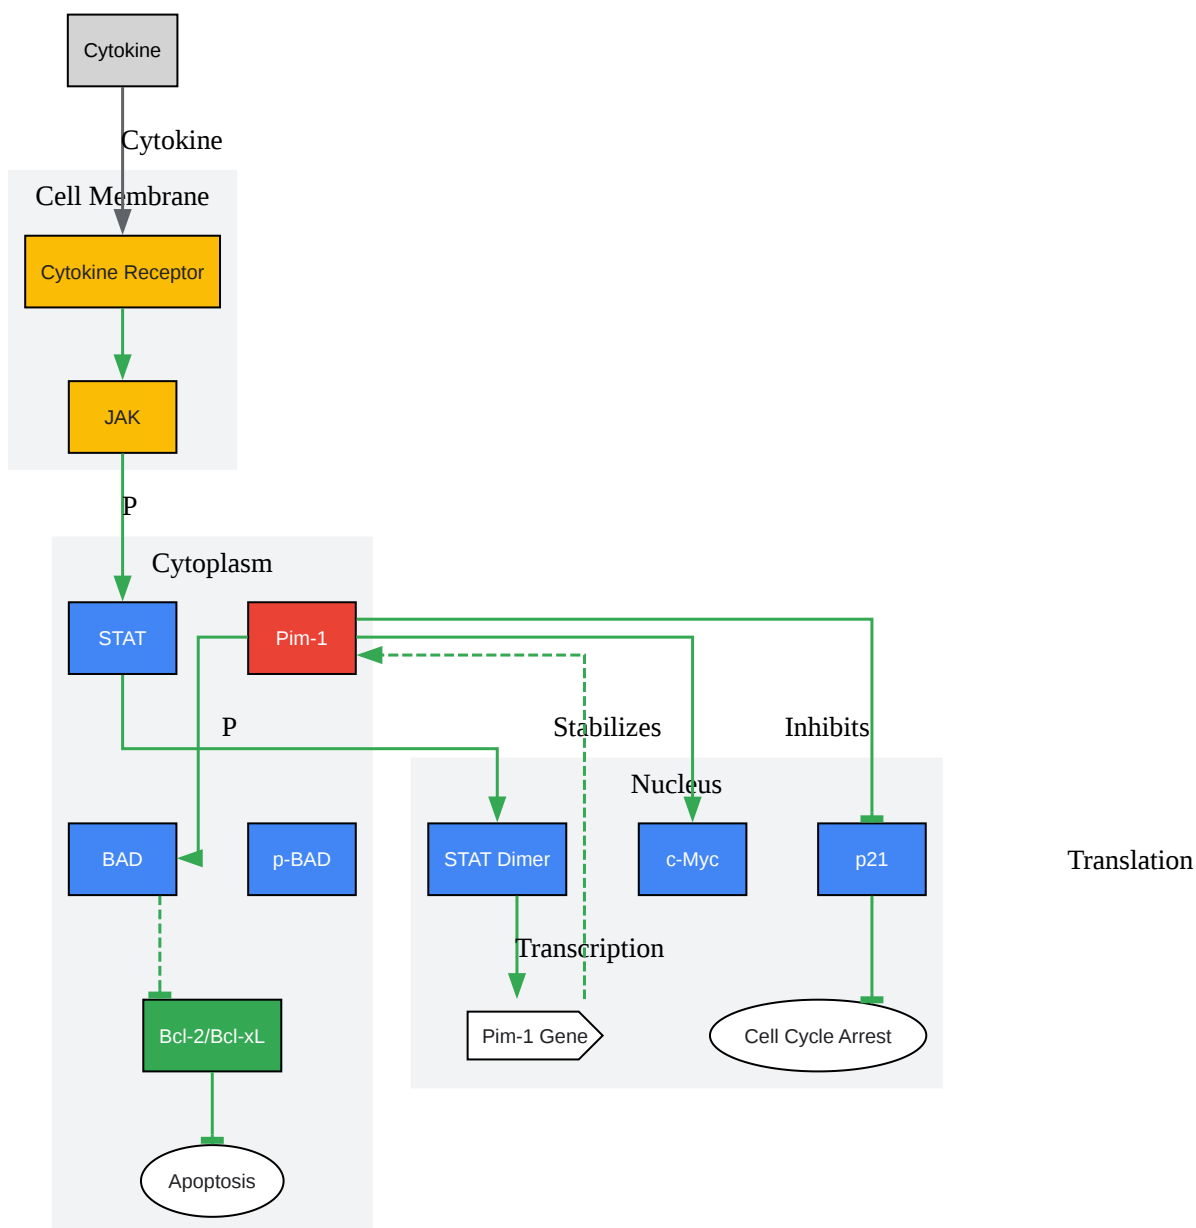 Cytokine
Cytokine
Cell Membrane
Cytokine Receptor
JAK
P
Cytoplasm
STAT
Pim-1
P
Stabilizes
Inhibits
Nucleus
BAD
p-BAD
STAT Dimer
c-Myc
p21
Translation
Transcription
Bcl-2/Bcl-xL
Pim-1 Gene
Cell Cycle Arrest
Apoptosis